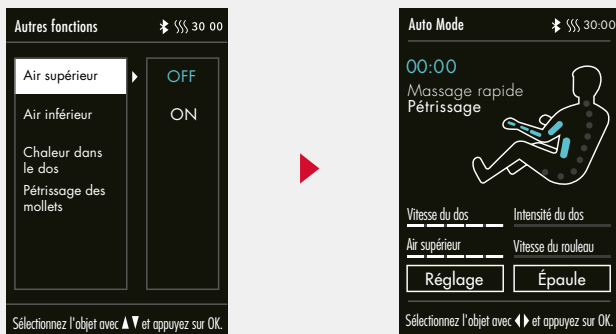 Autres fonctions 30 00
Air supérieur OFF
Air inférieur ON
Chaleur dans
le dos
Pétrissage des
mollets
Sélectionnez l'objet avec ▲▼ et appuyez sur OK.
Auto Mode 30:00
00:00
Massage rapide
Pétrissage
Vitesse du dos Intensité du dos
Air supérieur Vitesse du rouleau
Réglage Épaule
Sélectionnez l'objet avec ◀▶ et appuyez sur OK.